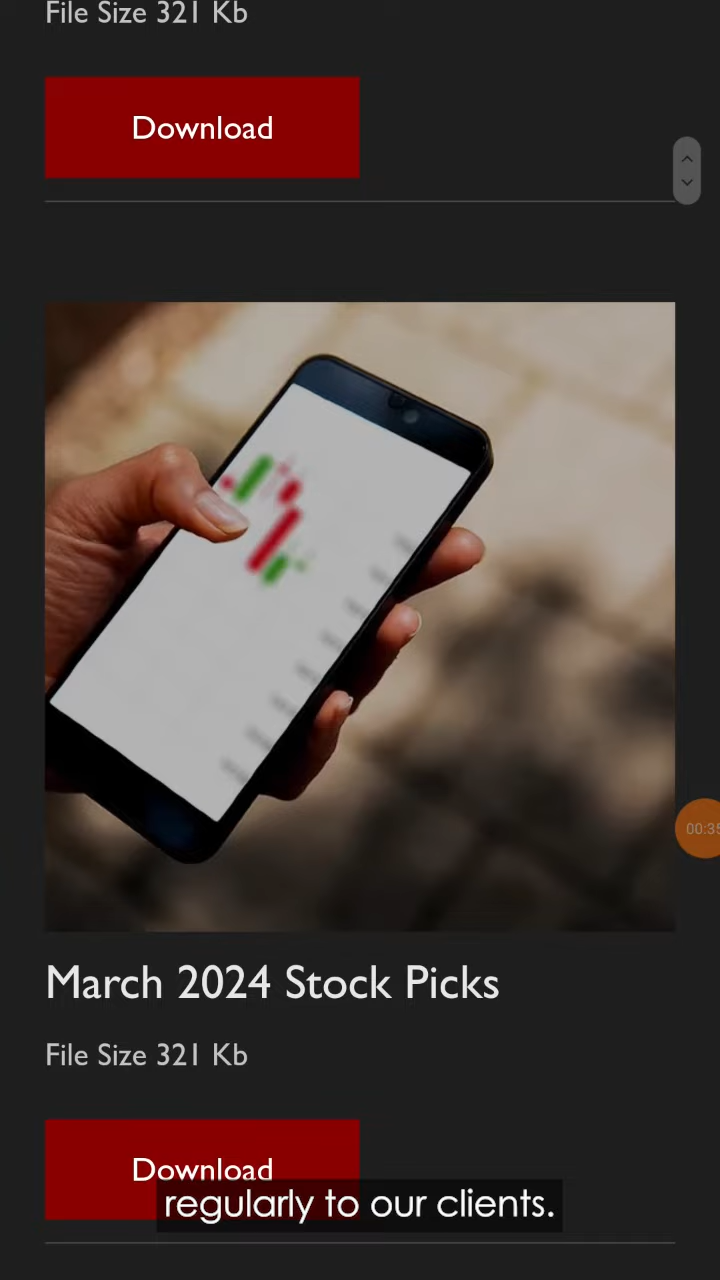 File Size 321 Kb
Download
March 2024 Stock Picks
File Size 321 Kb
Download
regularly to our clients.